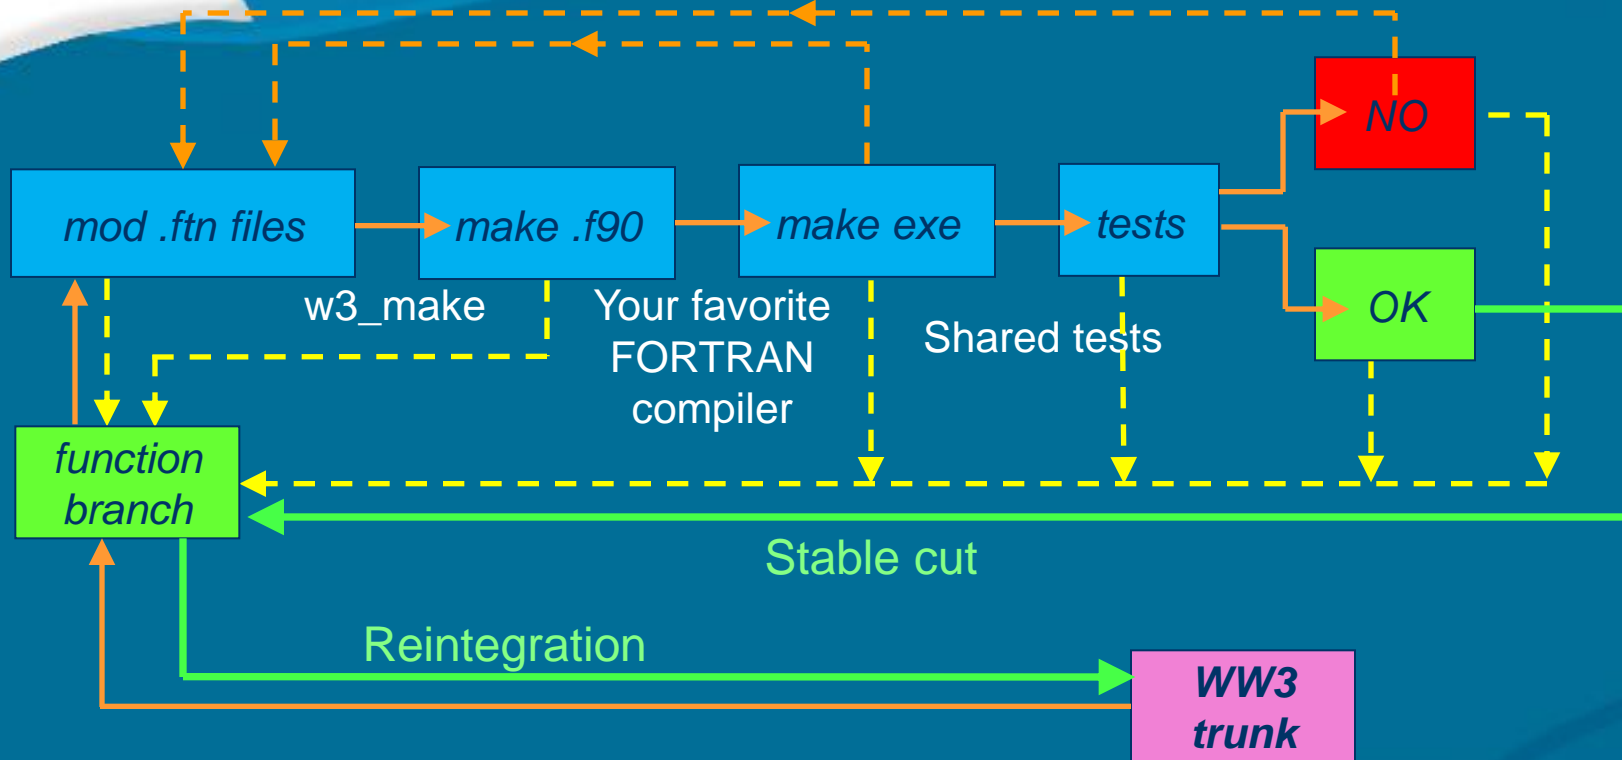 NO
mod .ftn files
make .f90
make exe
tests
w3_make
Your favorite
FORTRAN
compiler
Shared tests
OK
function
branch
Stable cut
Reintegration
WW3
trunk